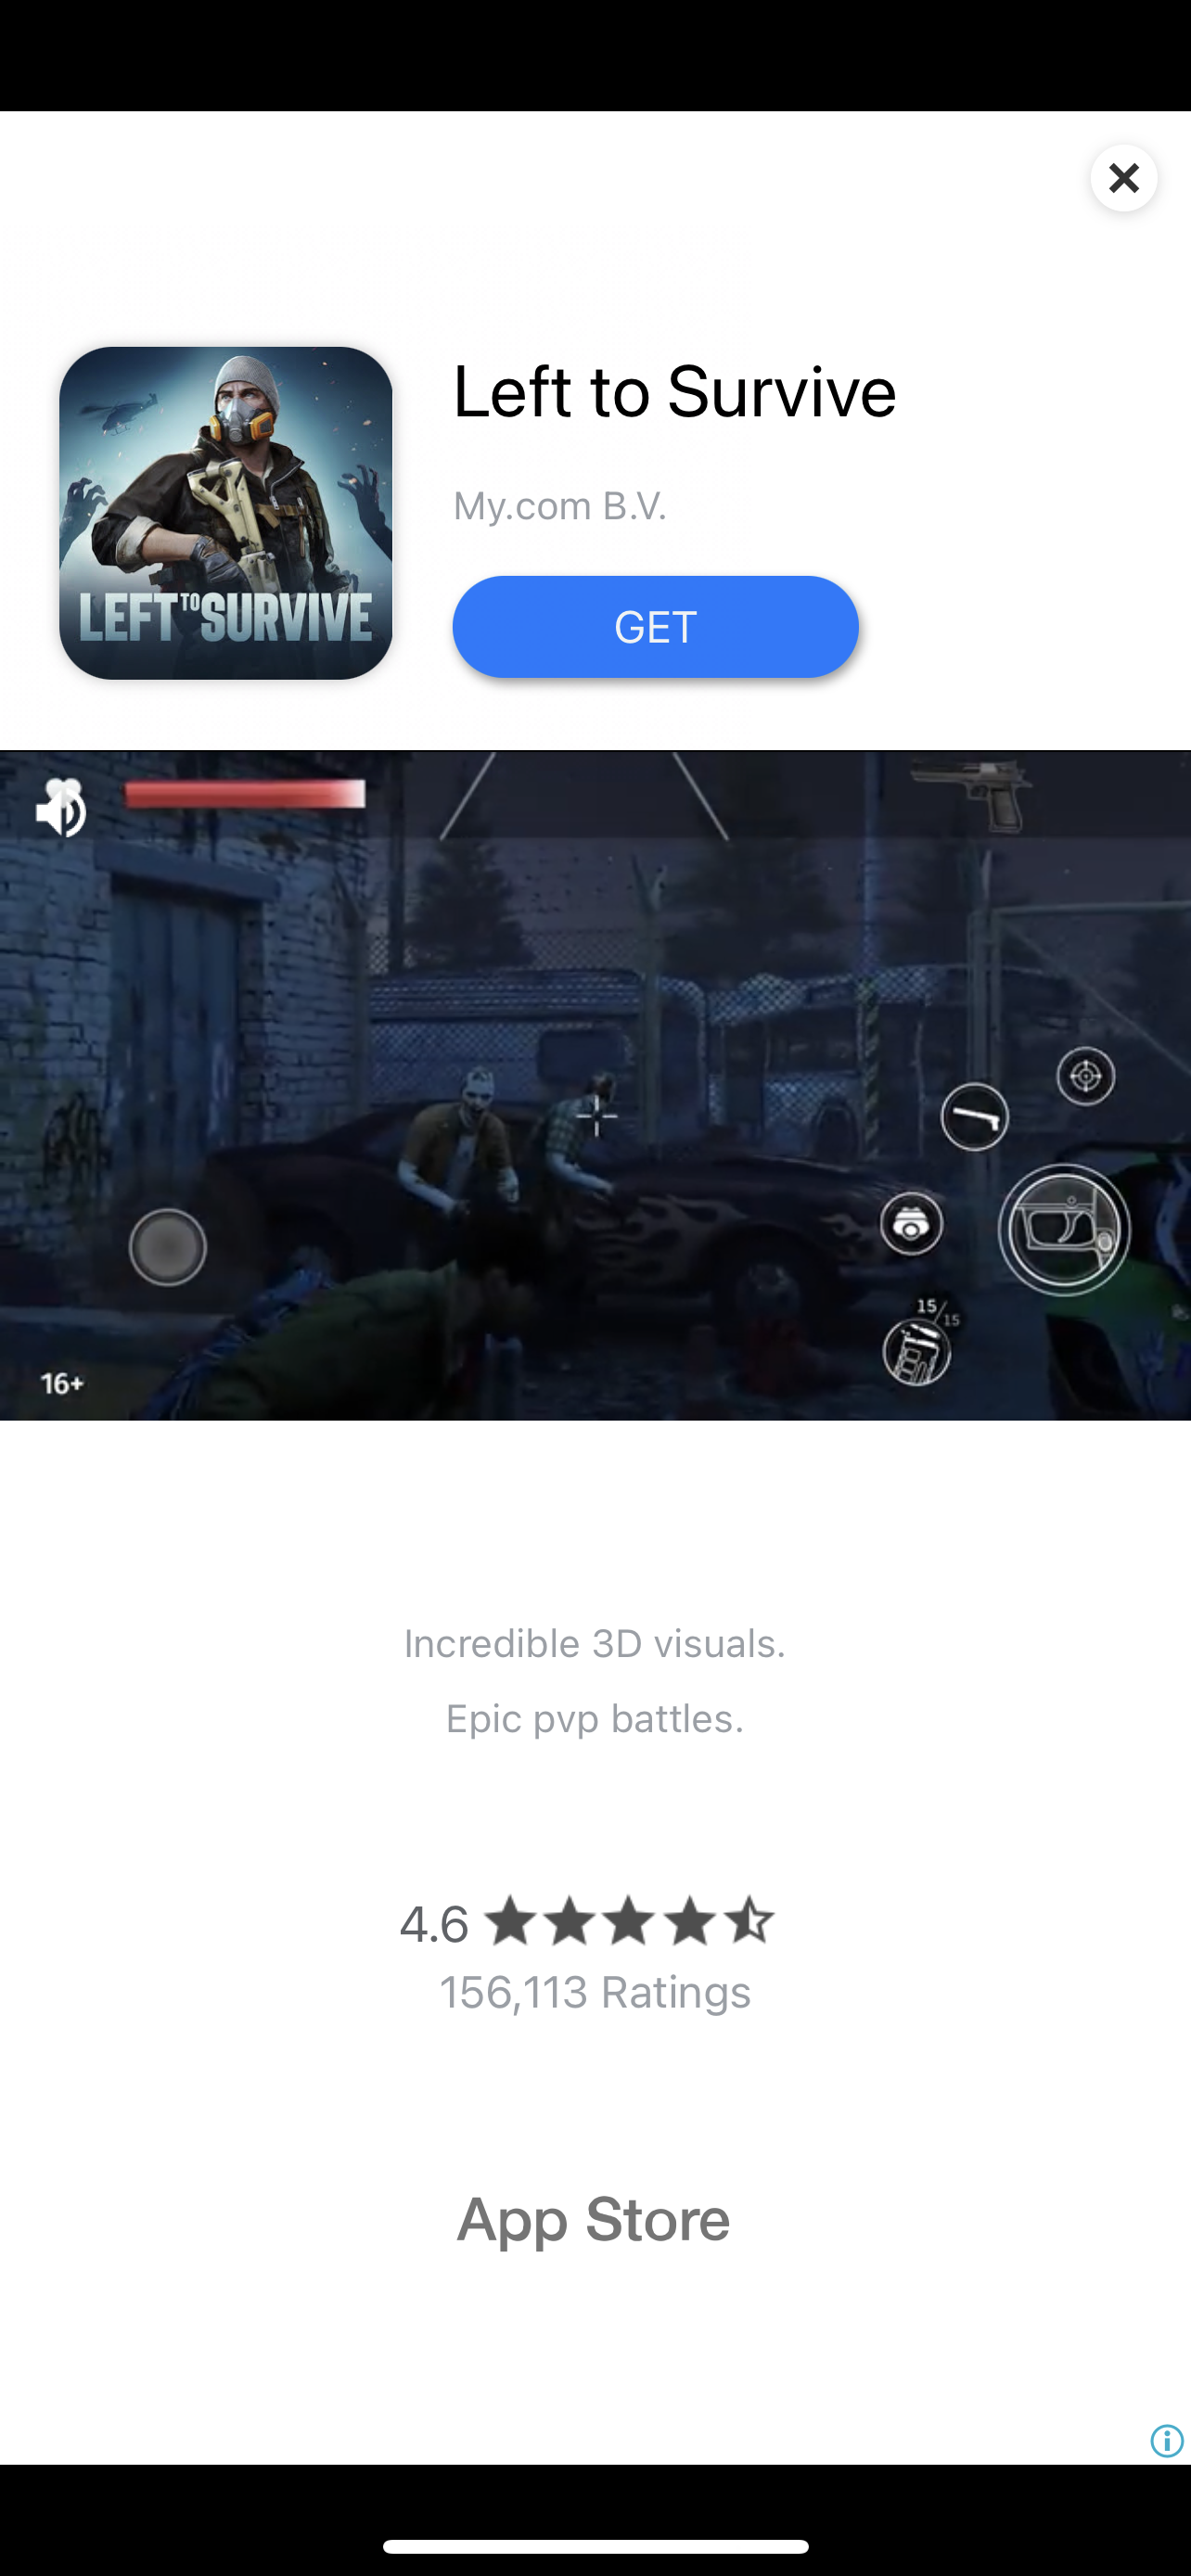 Left to Survive
My.com B.V.
LEFT TO SURVIVE
GET
15/15
16+
Incredible 3D visuals.
Epic pvp battles.
4.6
156,113 Ratings
App Store